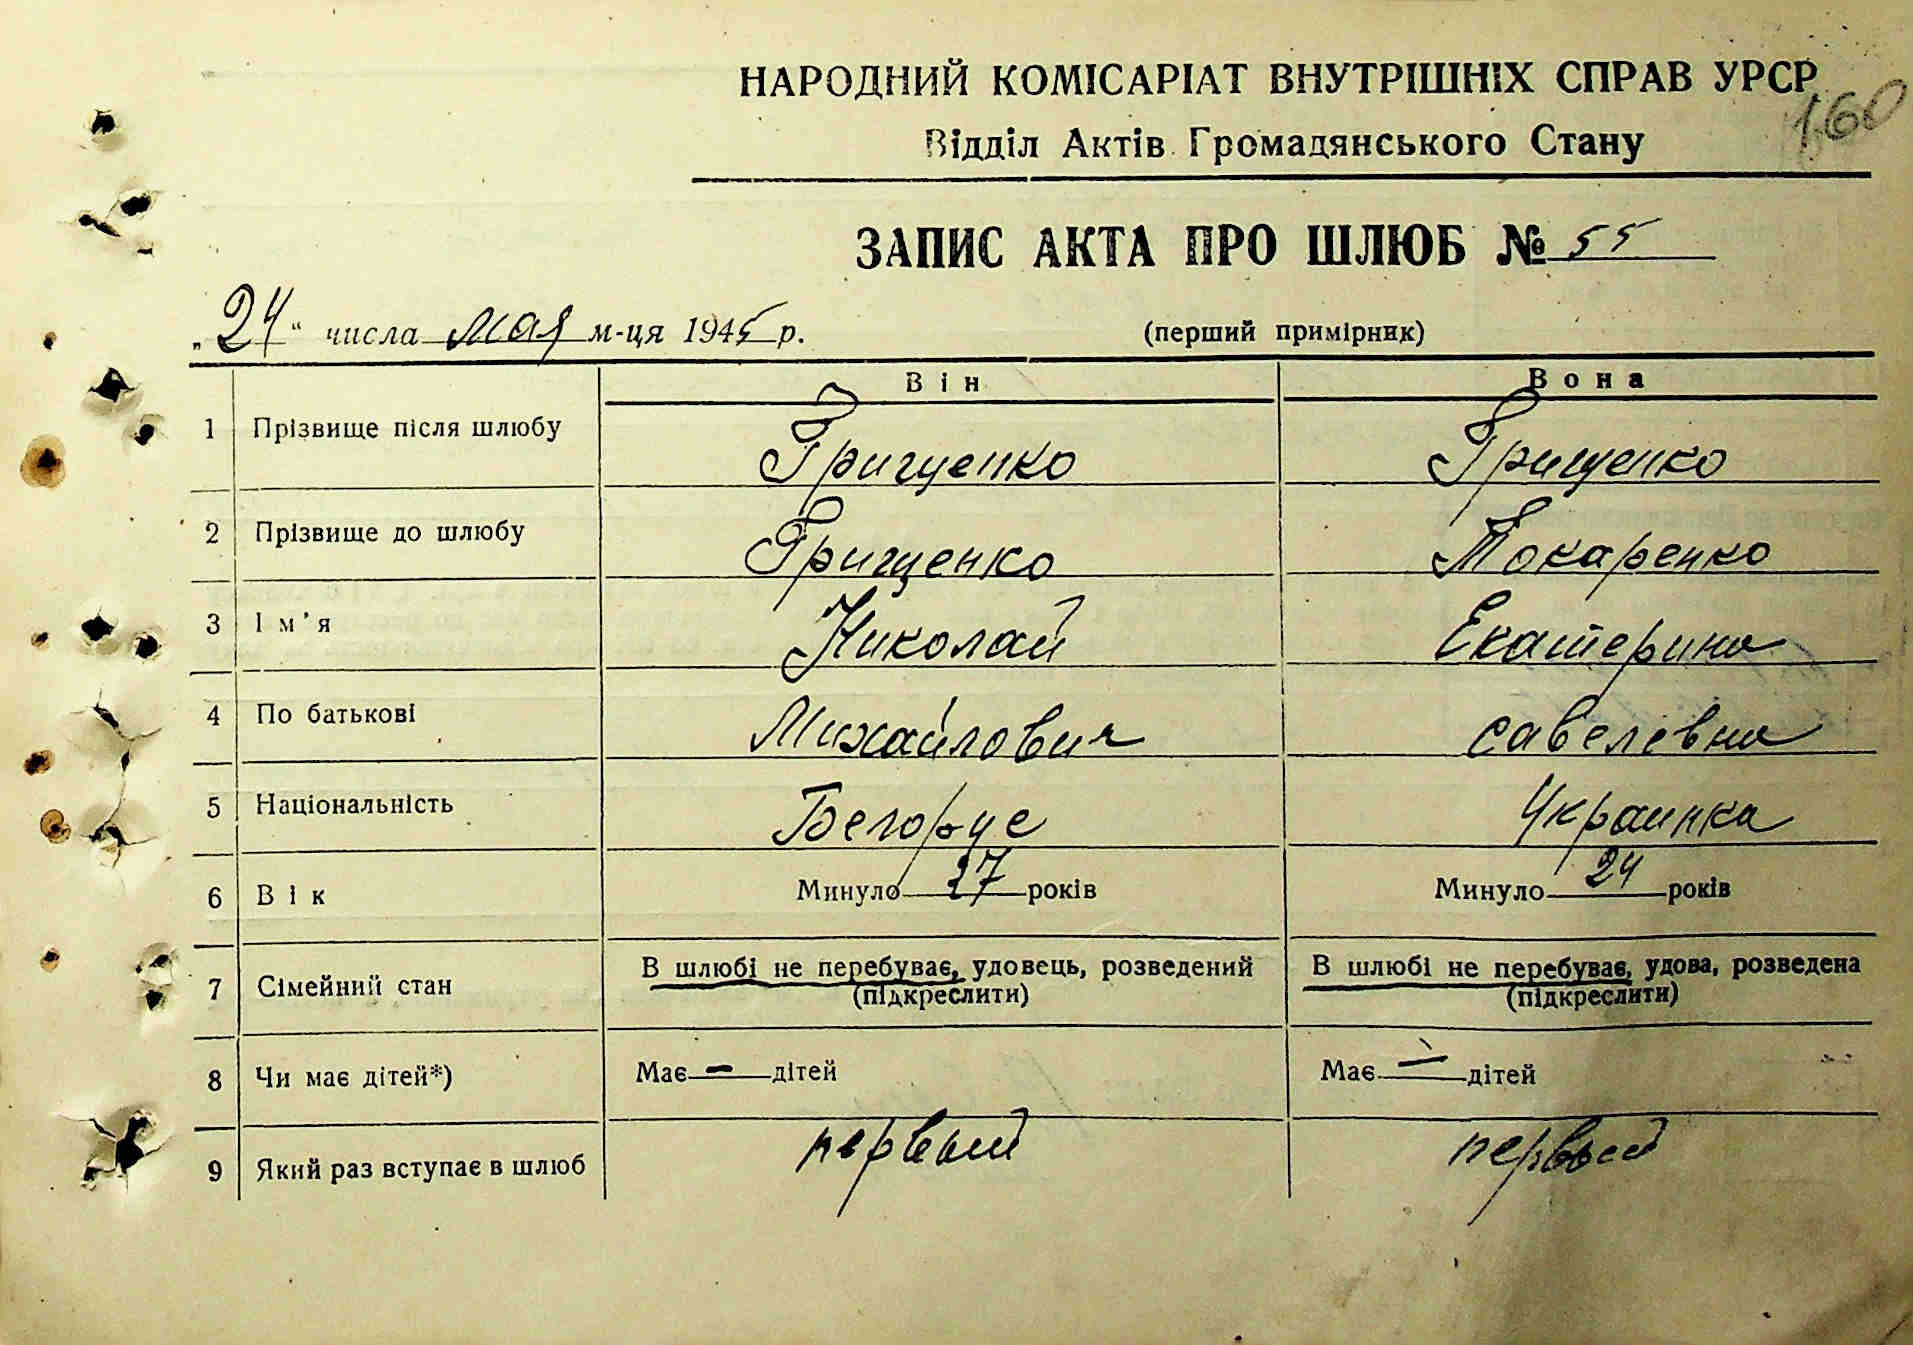 НАРОДНИЙ КОМІСАРІАТ ВНУТРІШНІХ СПРАВ УРСР
160
Відділ Актів Громадянського Стану
ЗАПИС АКТА ПРО ШЛЮБ № 55
„24“ числа мая м-ця 1945 р. (перший примірник)
Він Вона
1 Прізвище після шлюбу Грищенко Грищенко
2 Прізвище до шлюбу Грищенко Токаренко
3 Ім'я Николай Екатерина
4 По батькові Михайлович савелевна
5 Національність Украинка
6 Вік Минуло 27 років Минуло 24 років
7 Сімейний стан В шлюбі не перебуває, удовець, розведений В шлюбі не перебуває, удова, розведена
(підкреслити) (підкреслити)
8 Чи має дітей*) Має — дітей Має — дітей
9 Який раз вступає в шлюб первый первый